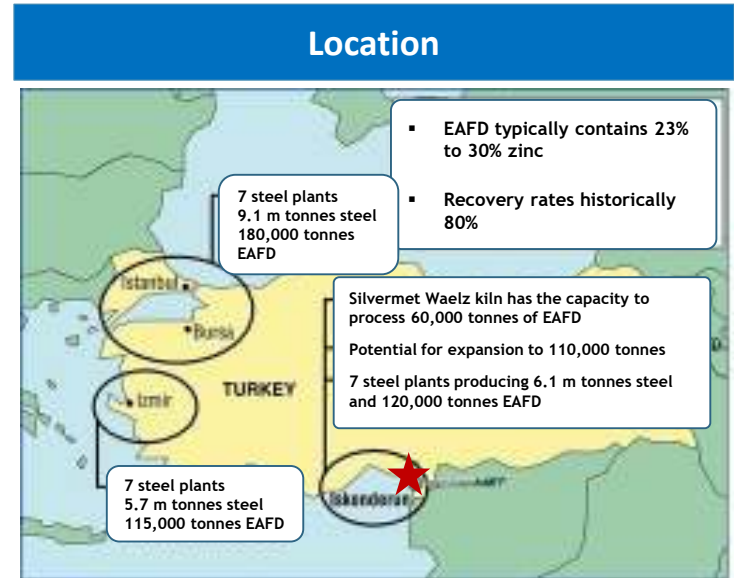 Location
▪ EAFD typically contains 23%
to 30% zinc
▪ Recovery rates historically
80%
7 steel plants
9.1 m tonnes steel
180,000 tonnes
EAFD
Istanbul
Bursa
Silvermet Waelz kiln has the capacity to
process 60,000 tonnes of EAFD
Potential for expansion to 110,000 tonnes
7 steel plants producing 6.1 m tonnes steel
and 120,000 tonnes EAFD
Izmir
TURKEY
7 steel plants
5.7 m tonnes steel
115,000 tonnes EAFD
Iskenderun